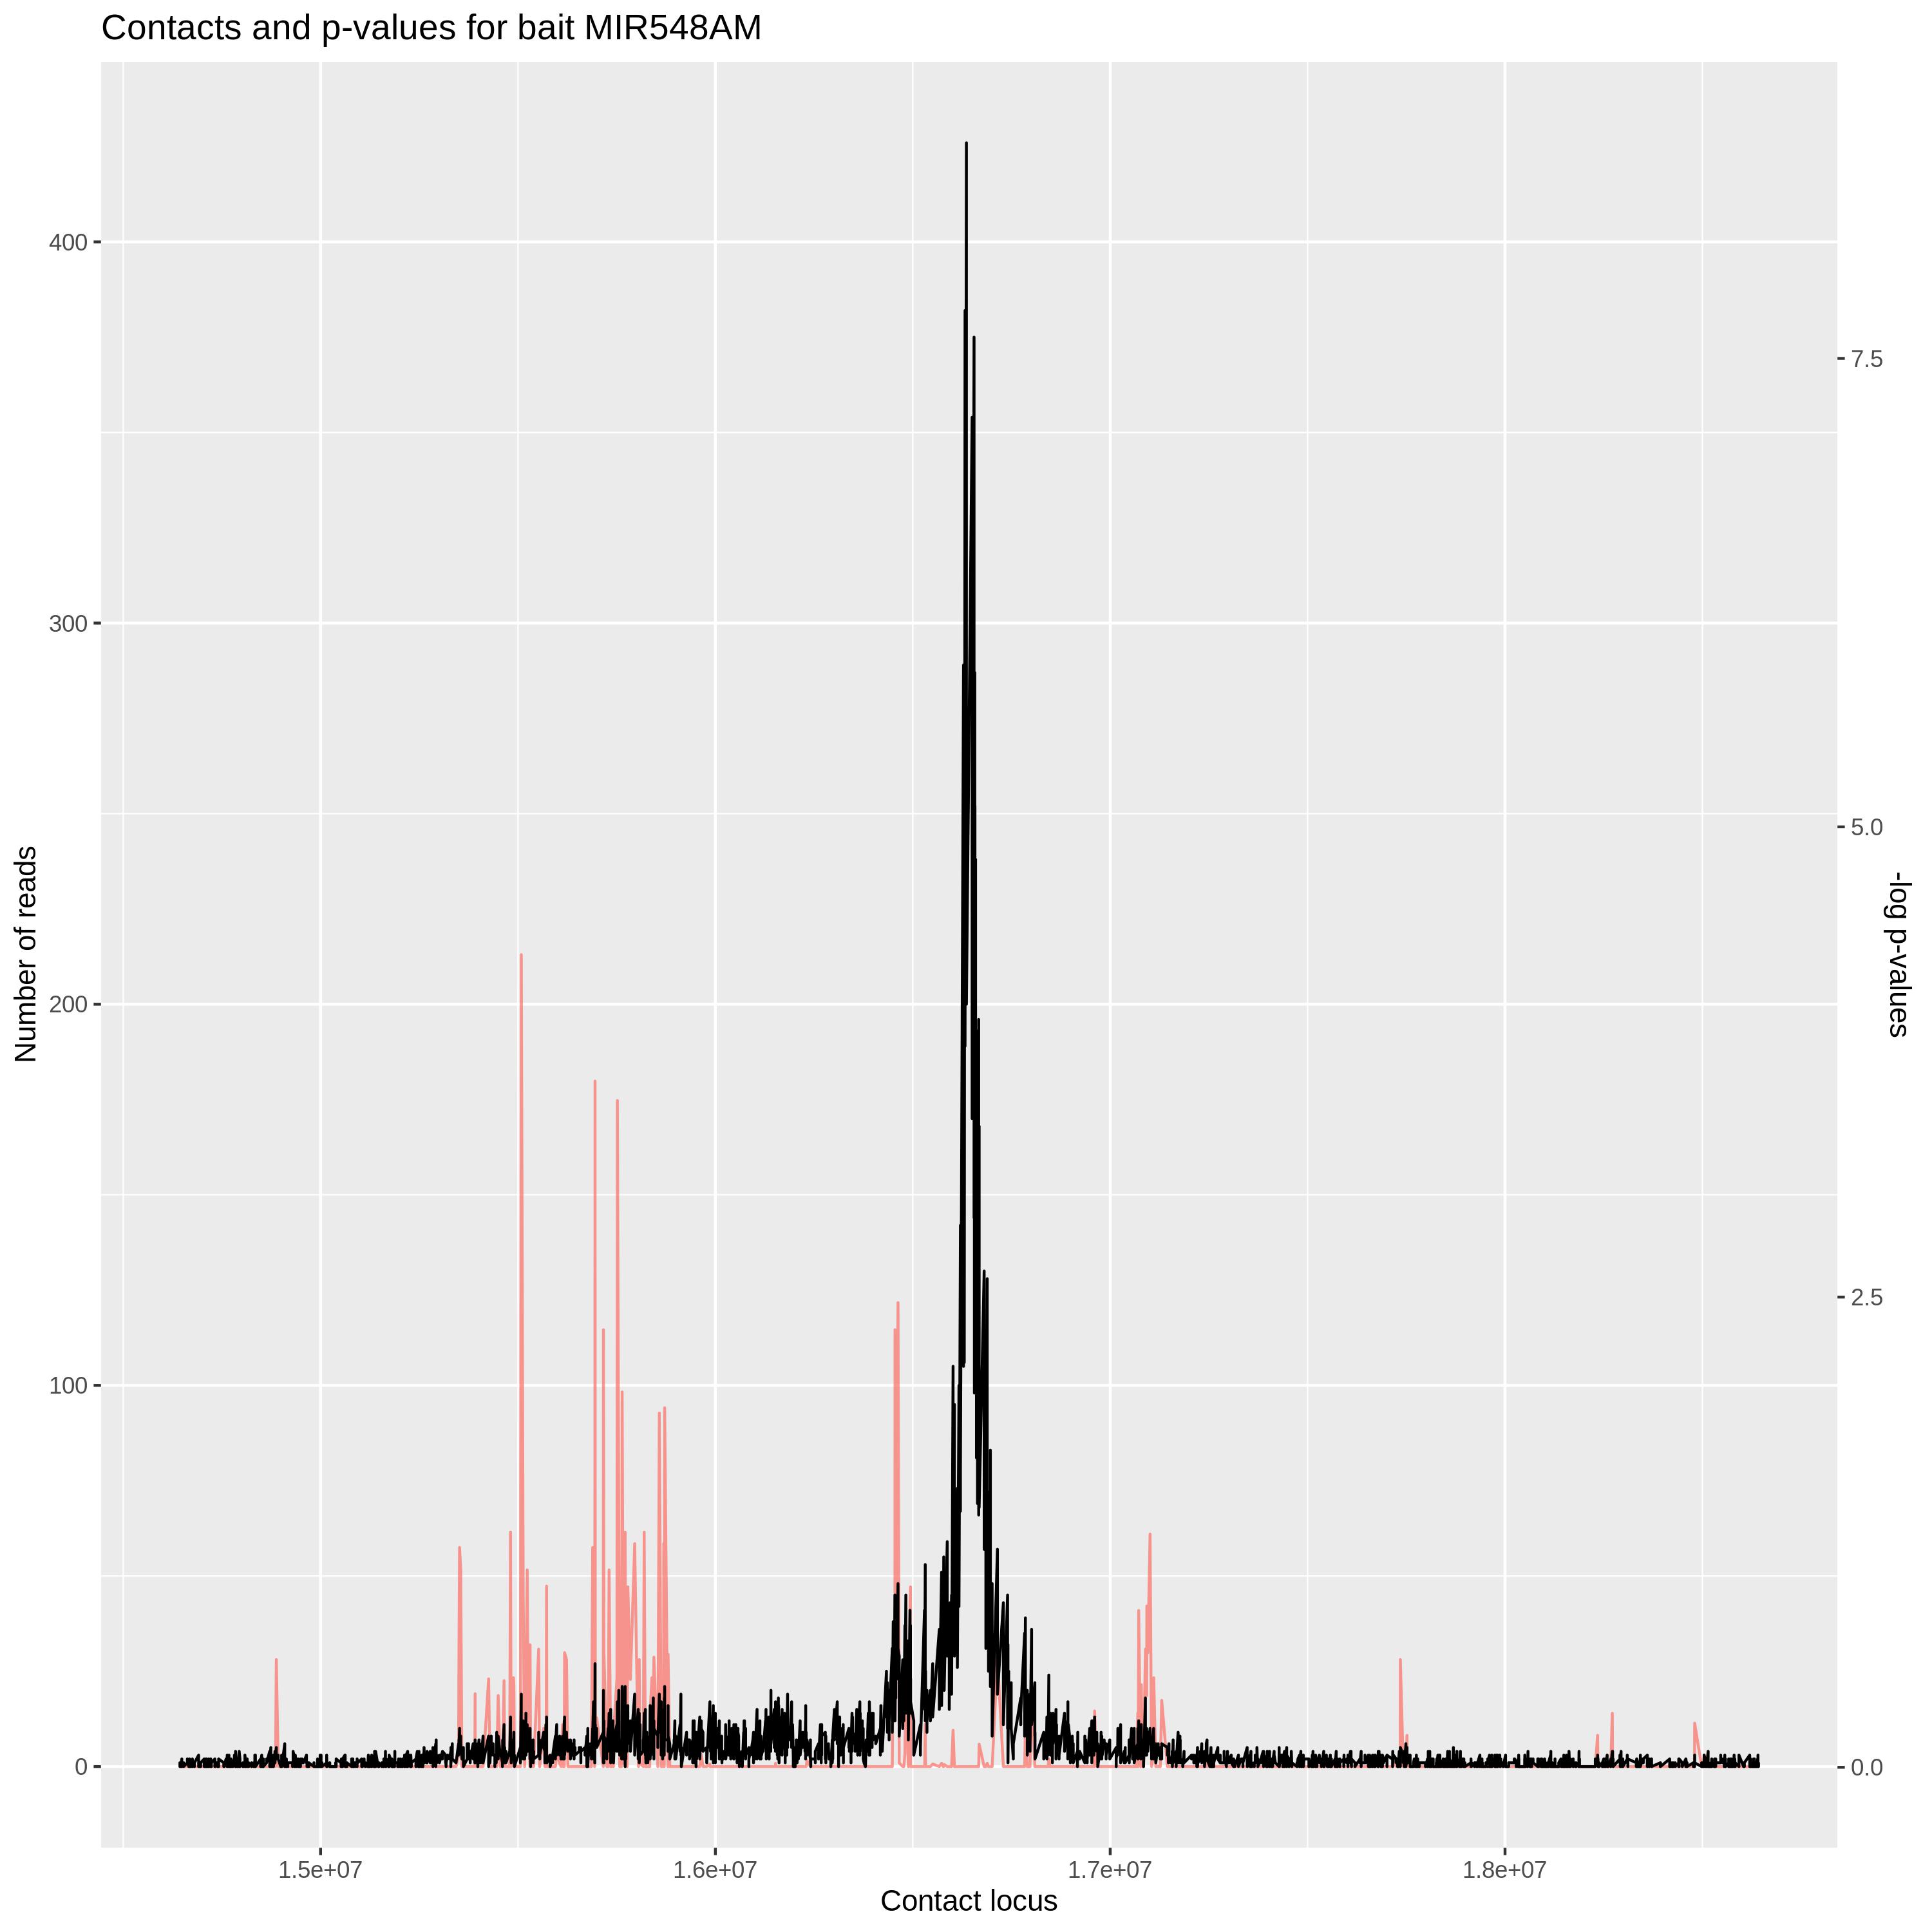 Contacts and p-values for bait MIR548AM
400
300
200
100
0
Number of reads
7.5
5.0
2.5
0.0
-log p-values
1.5e+07
1.6e+07
1.7e+07
1.8e+07
Contact locus